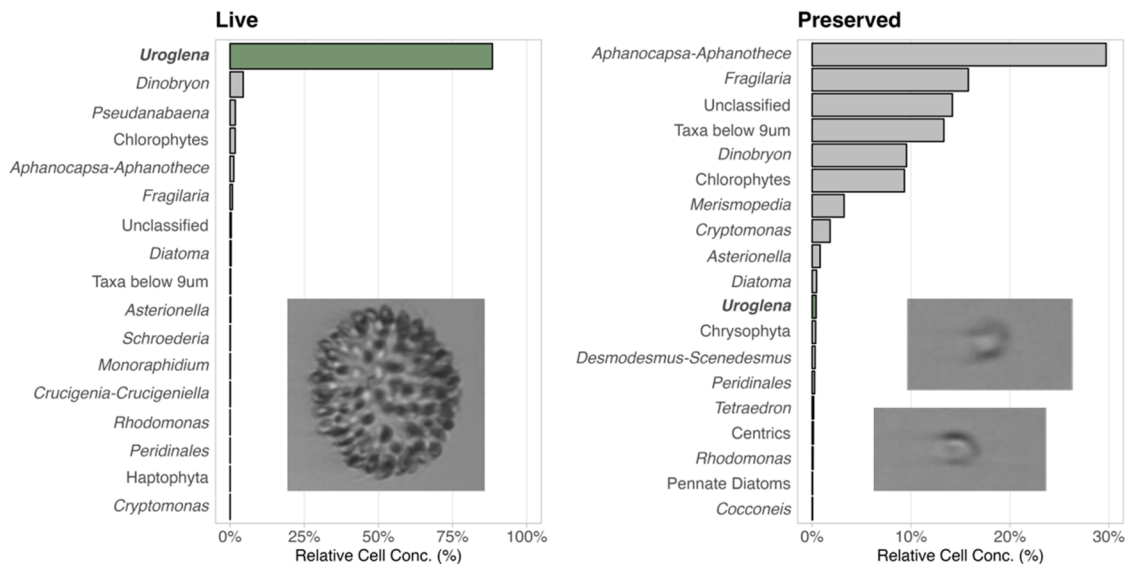 Live
Uroglena
Dinobryon
Pseudanabaena
Chlorophytes
Aphanocapsa-Aphanothece
Fragilaria
Unclassified
Diatoma
Taxa below 9um
Asterionella
Schroederia
Monoraphidium
Crucigenia-Crucigeniella
Rhodomonas
Peridinales
Haptophyta
Cryptomonas
0% 25% 50% 75% 100%
Relative Cell Conc. (%)
Preserved
Aphanocapsa-Aphanothece
Fragilaria
Unclassified
Taxa below 9um
Dinobryon
Chlorophytes
Merismopedia
Cryptomonas
Asterionella
Diatoma
Uroglena
Chrysophyta
Desmodesmus-Scenedesmus
Peridinales
Tetraedron
Centrics
Rhodomonas
Pennate Diatoms
Cocconeis
0% 10% 20% 30%
Relative Cell Conc. (%)